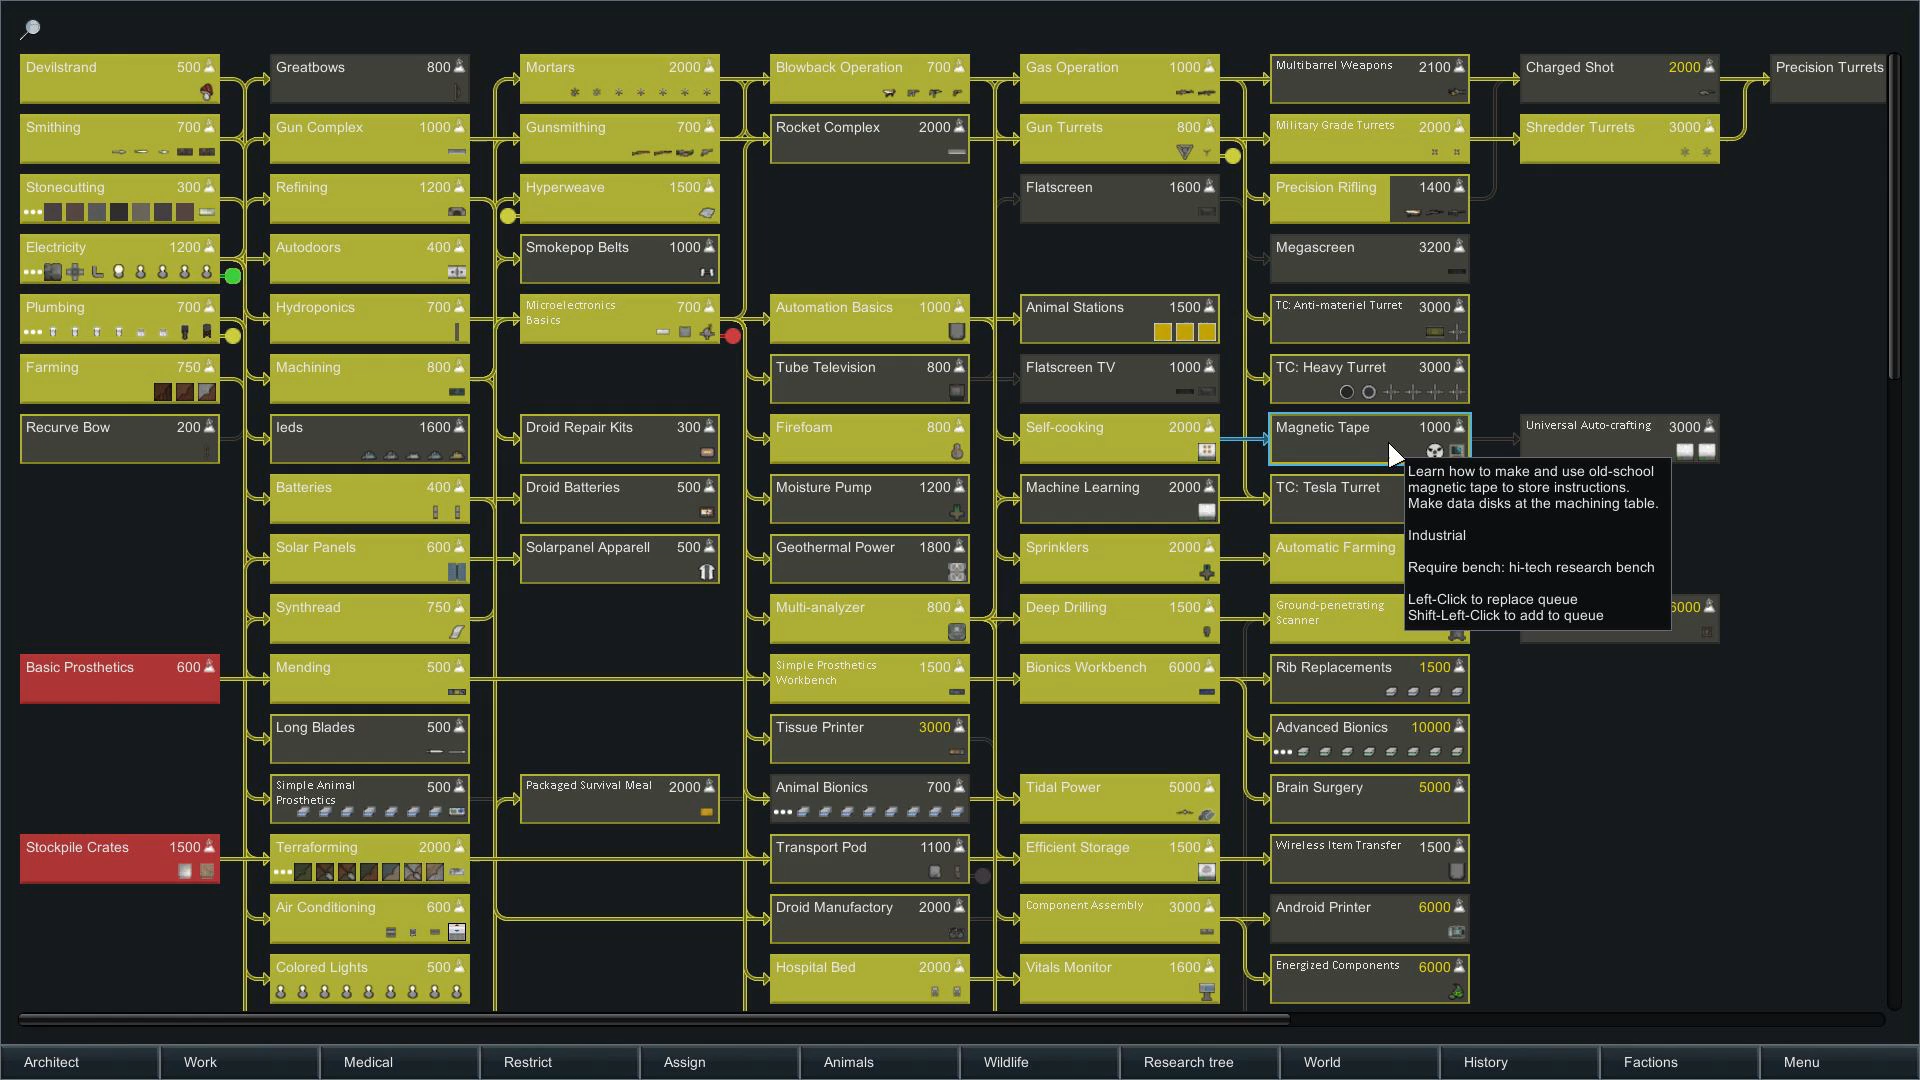 Devilstrand 500
Greatbows 800
Mortars 2000
Blowback Operation 700
Gas Operation 1000
Multibarrel Weapons 2100
Charged Shot 2000
Precision Turrets
Smithing 700
Gun Complex 1000
Gunsmithing 700
Rocket Complex 2000
Gun Turrets 800
Military Grade Turrets 2000
Shredder Turrets 3000
Stonecutting 300
Refining 1200
Hyperweave 1500
Flatscreen 1600
Precision Rifling 1400
Electricity 1200
Autodoors 400
Smokepop Belts 1000
Megascreen 3200
Plumbing 700
Hydroponics 700
Microelectronics Basics 700
Automation Basics 1000
Animal Stations 1500
TC: Anti-materiel Turret 3000
Farming 750
Machining 800
Tube Television 800
Flatscreen TV 1000
TC: Heavy Turret 3000
Recurve Bow 200
Ieds 1600
Droid Repair Kits 300
Firefoam 800
Self-cooking 2000
Magnetic Tape 1000
Universal Auto-crafting 3000
Batteries 400
Droid Batteries 500
Moisture Pump 1200
Machine Learning 2000
TC: Tesla Turret
Learn how to make and use old-school
magnetic tape to store instructions.
Make data disks at the machining table.
Industrial
Require bench: hi-tech research bench
Left-Click to replace queue
Shift-Left-Click to add to queue
Solar Panels 600
Solarpanel Apparell 500
Geothermal Power 1800
Sprinklers 2000
Automatic Farming
Synthread 750
Multi-analyzer 800
Deep Drilling 1500
Ground-penetrating Scanner
6000
Basic Prosthetics 600
Mending 500
Simple Prosthetics Workbench 1500
Bionics Workbench 6000
Rib Replacements 1500
Long Blades 500
Tissue Printer 3000
Advanced Bionics 10000
Simple Animal Prosthetics 500
Packaged Survival Meal 2000
Animal Bionics 700
Tidal Power 5000
Brain Surgery 5000
Stockpile Crates 1500
Terraforming 2000
Transport Pod 1100
Efficient Storage 1500
Wireless Item Transfer 1500
Air Conditioning 600
Droid Manufactory 2000
Component Assembly 3000
Android Printer 6000
Colored Lights 500
Hospital Bed 2000
Vitals Monitor 1600
Energized Components 6000
Architect
Work
Medical
Restrict
Assign
Animals
Wildlife
Research tree
World
History
Factions
Menu